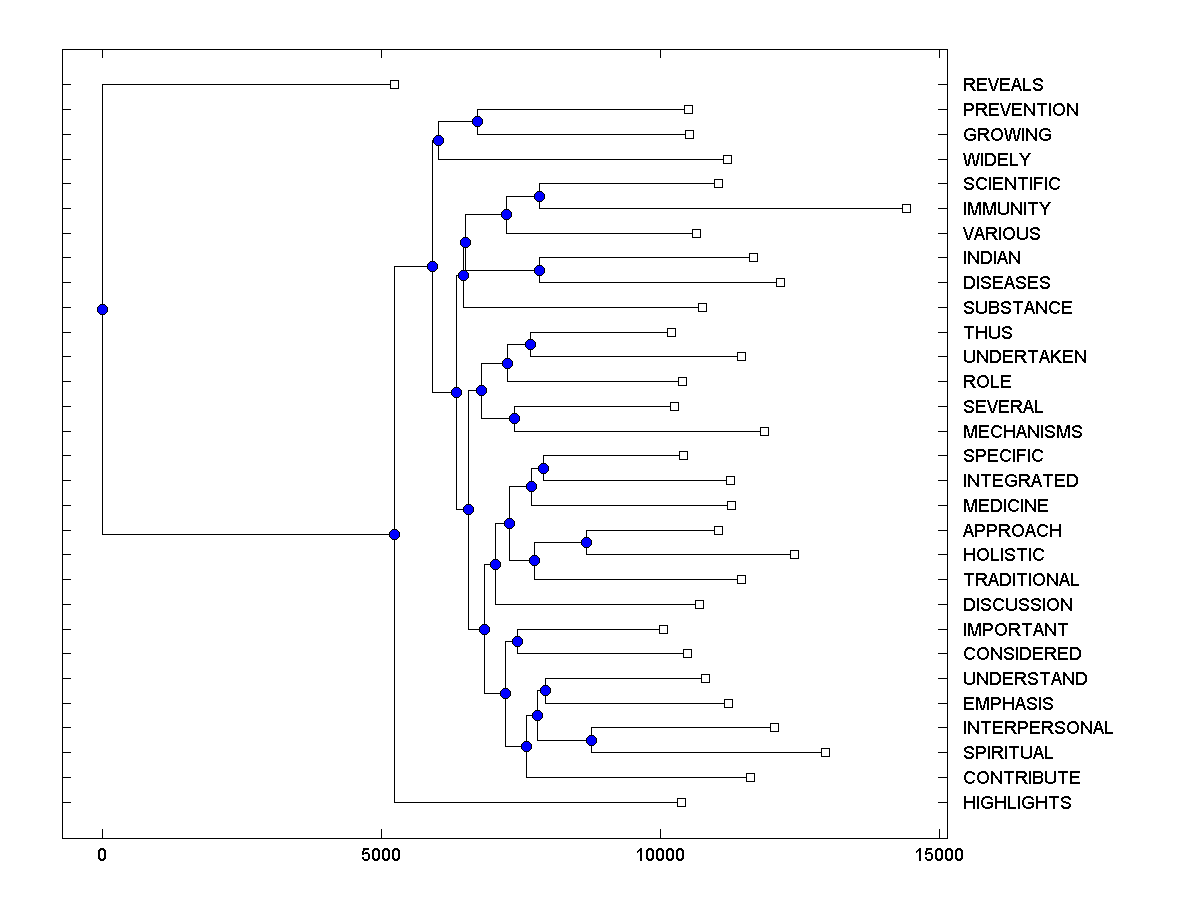 REVEALS
PREVENTION
GROWING
WIDELY
SCIENTIFIC
IMMUNITY
VARIOUS
INDIAN
DISEASES
SUBSTANCE
THUS
UNDERTAKEN
ROLE
SEVERAL
MECHANISMS
SPECIFIC
INTEGRATED
MEDICINE
APPROACH
HOLISTIC
TRADITIONAL
DISCUSSION
IMPORTANT
CONSIDERED
UNDERSTAND
EMPHASIS
INTERPERSONAL
SPIRITUAL
CONTRIBUTE
HIGHLIGHTS
0 5000 10000 15000